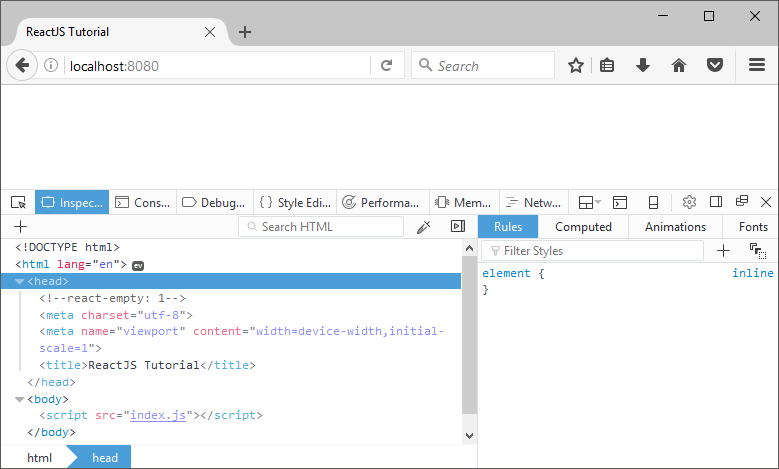 ReactJS Tutorial
localhost:8080
Search
Inspec...
Cons...
Debug...
{ } Style Edi...
Performa...
Mem...
Netw...
Search HTML
Rules
Computed
Animations
Fonts
Filter Styles
<!DOCTYPE html>
<html lang="en"> ev
<head>
<!--react-empty: 1-->
<meta charset="utf-8">
<meta name="viewport" content="width=device-width,initial-
scale=1">
<title>ReactJS Tutorial</title>
</head>
<body>
<script src="index.js"></script>
</body>
element { inline
}
html
head